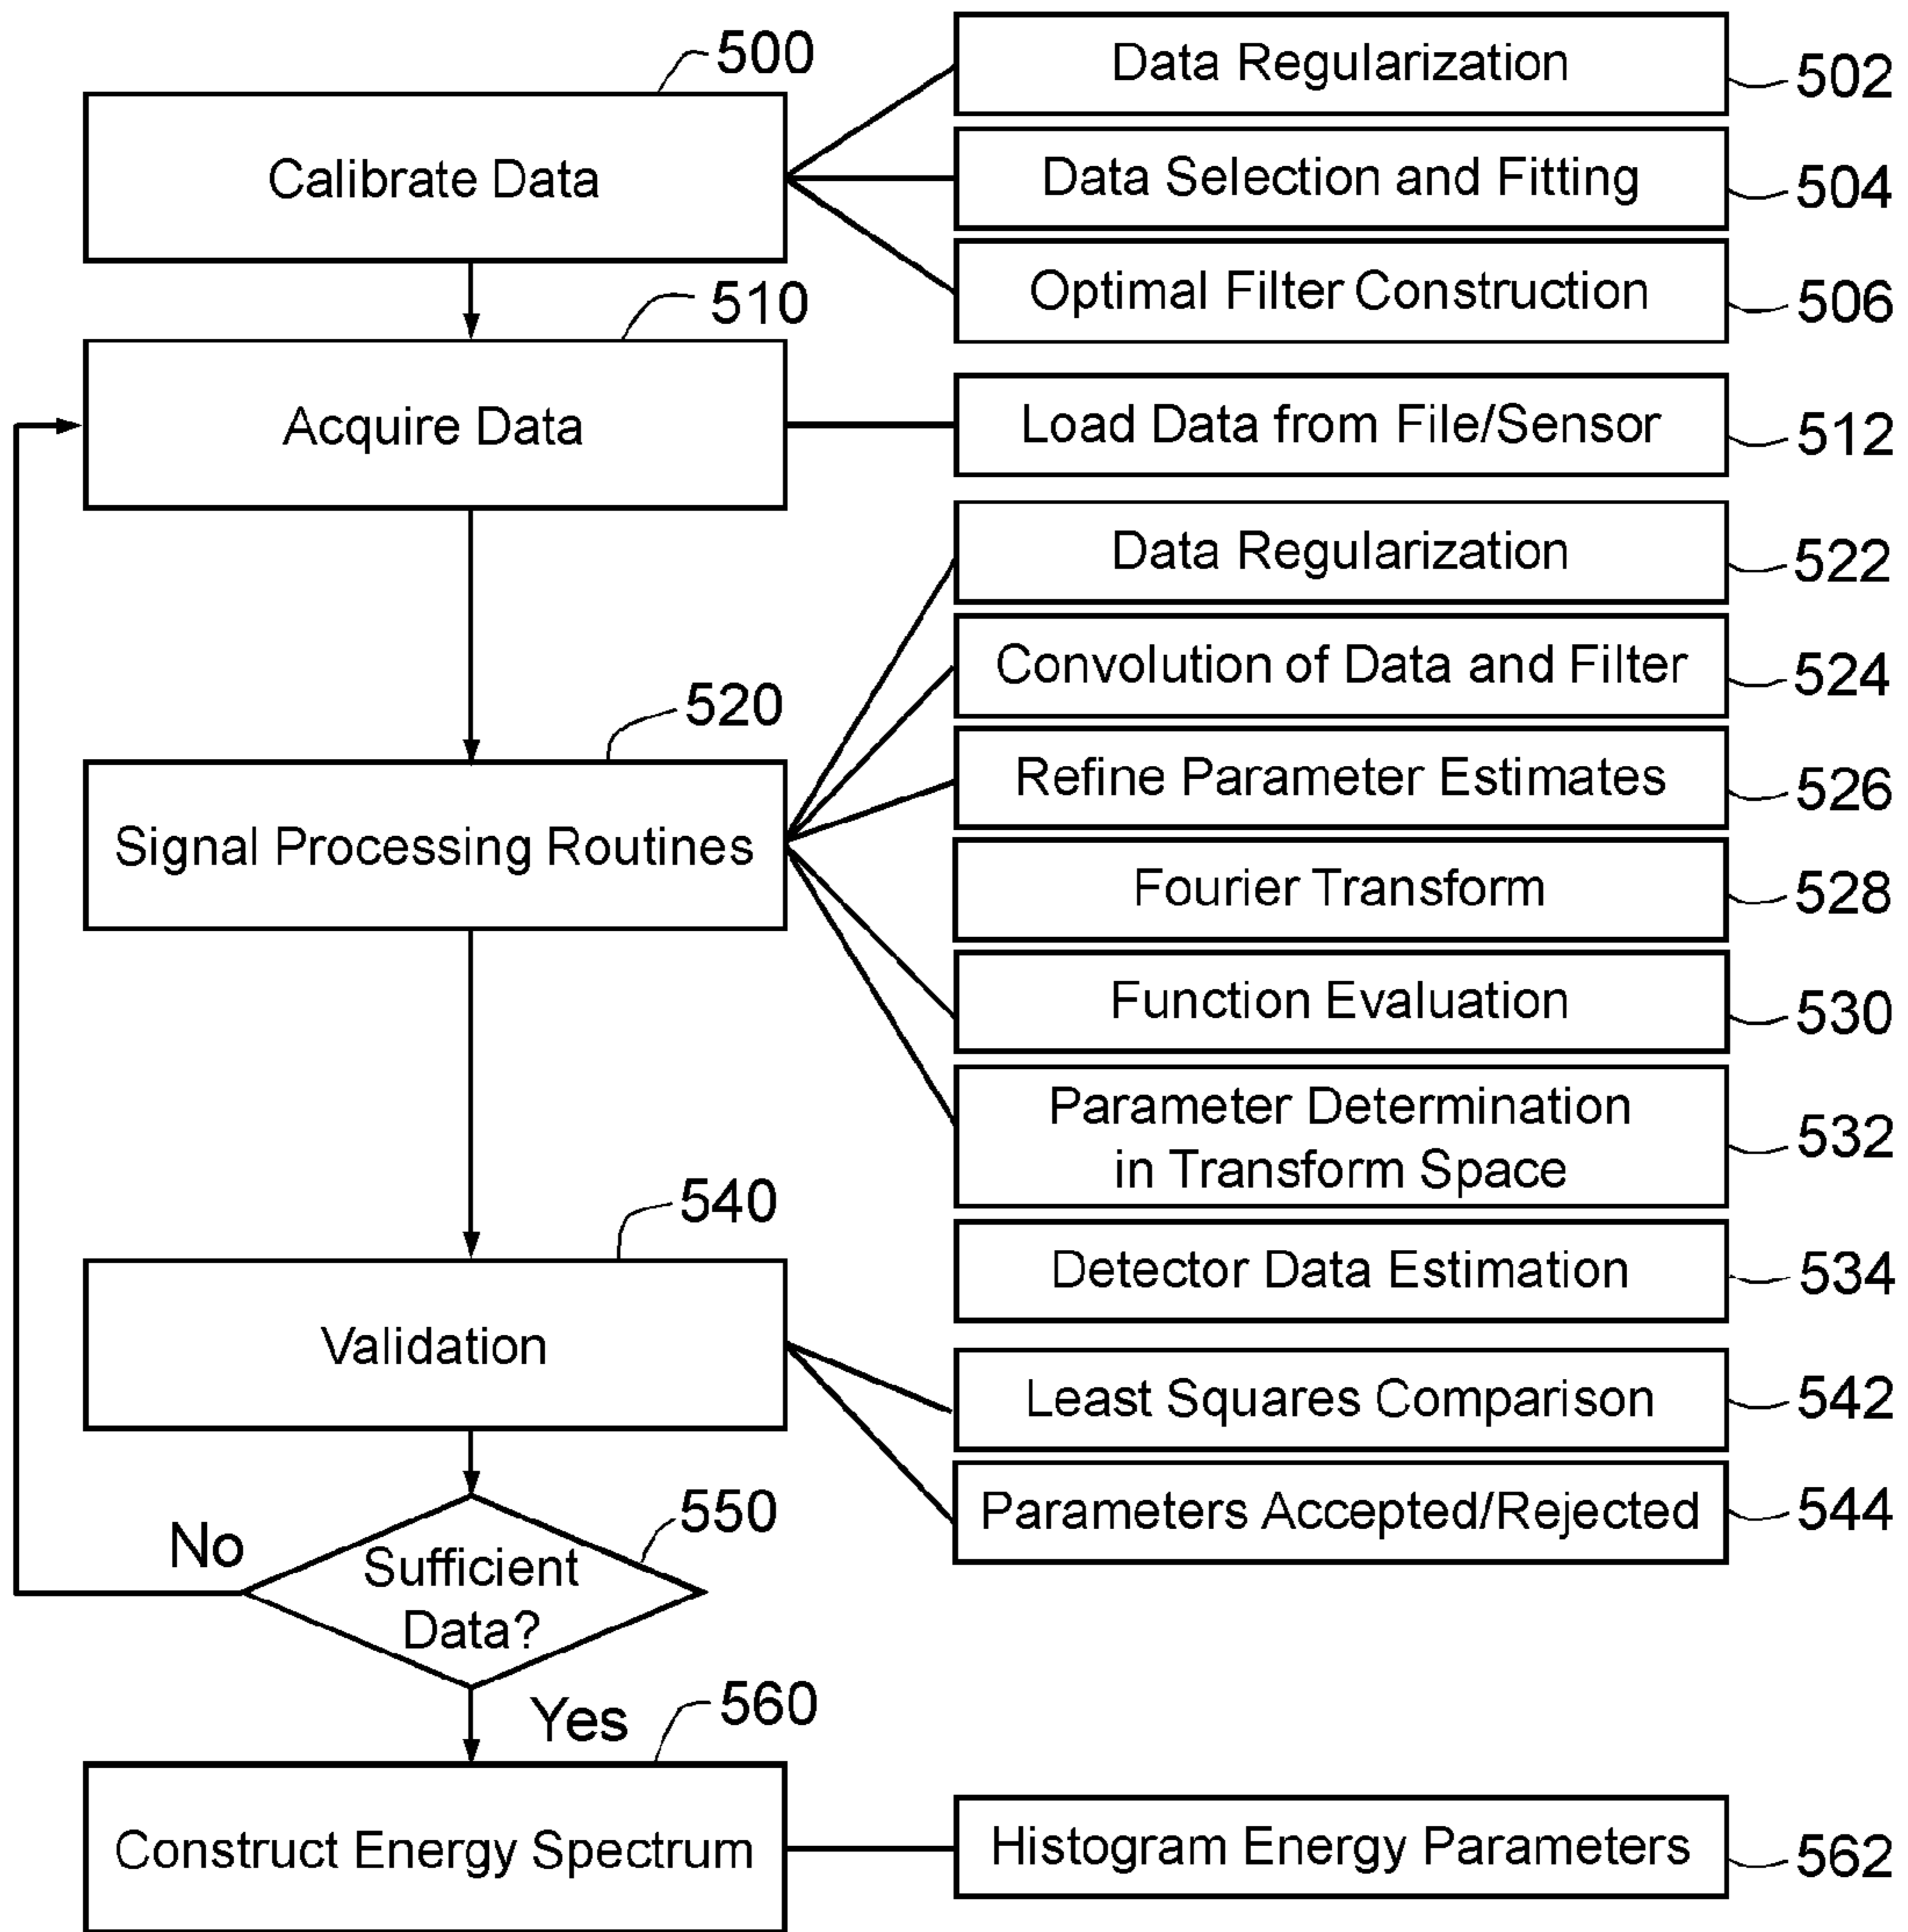 500
Calibrate Data
Data Regularization
502
Data Selection and Fitting
504
Optimal Filter Construction
506
510
Acquire Data
Load Data from File/Sensor
512
520
Signal Processing Routines
Data Regularization
522
Convolution of Data and Filter
524
Refine Parameter Estimates
526
Fourier Transform
528
Function Evaluation
530
Parameter Determination
in Transform Space
532
Detector Data Estimation
534
540
Validation
Least Squares Comparison
542
Parameters Accepted/Rejected
544
550
Sufficient
Data?
No
Yes
560
Construct Energy Spectrum
Histogram Energy Parameters
562